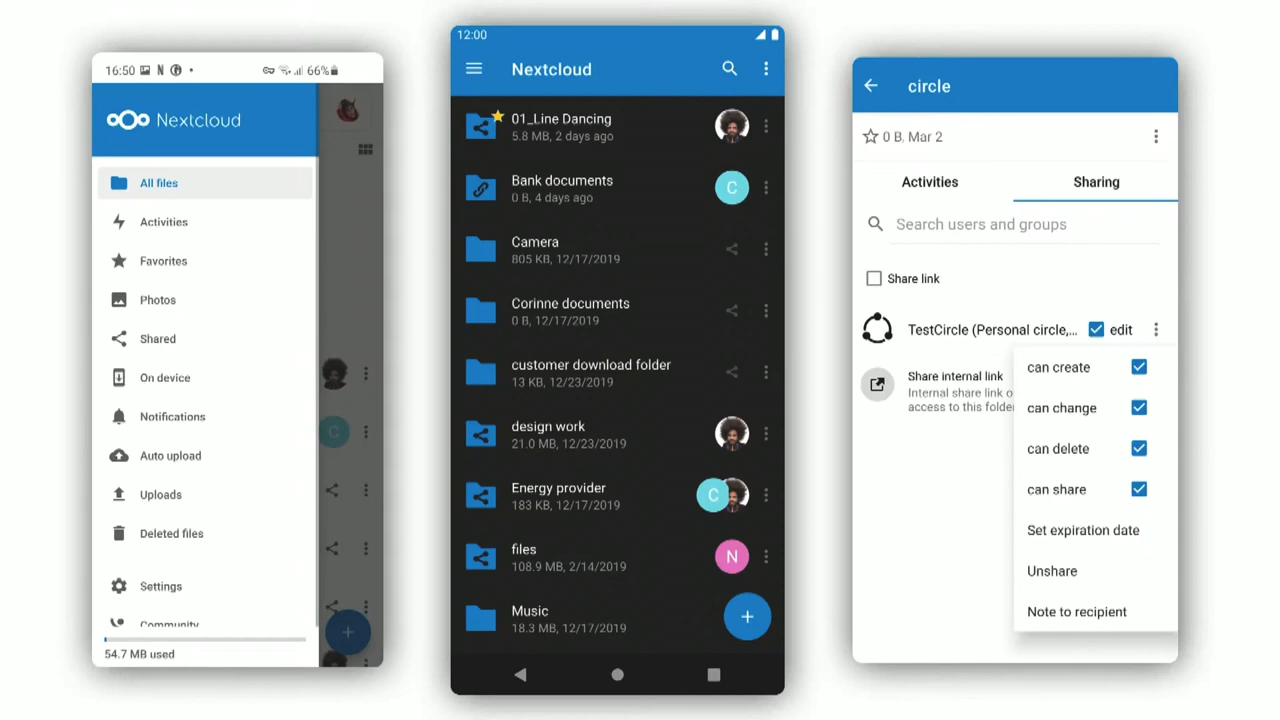 16:50
66%
Nextcloud
All files
Activities
Favorites
Photos
Shared
On device
Notifications
Auto upload
Uploads
Deleted files
Settings
Community
54.7 MB used
C
12:00
Nextcloud
01_Line Dancing
5.8 MB, 2 days ago
Bank documents
0 B, 4 days ago
C
Camera
805 KB, 12/17/2019
Corinne documents
0 B, 12/17/2019
customer download folder
13 KB, 12/23/2019
design work
21.0 MB, 12/23/2019
Energy provider
183 KB, 12/17/2019
C
files
108.9 MB, 2/14/2019
N
Music
18.3 MB, 12/17/2019
circle
0 B, Mar 2
Activities
Sharing
Search users and groups
Share link
TestCircle (Personal circle,...
edit
can create
Share internal link
Internal share link o
access to this folde
can change
can delete
can share
Set expiration date
Unshare
Note to recipient